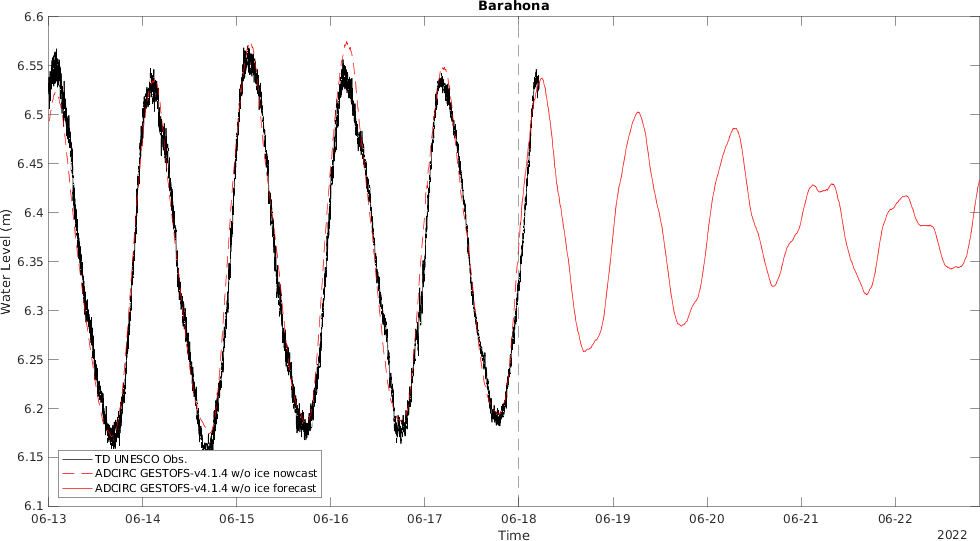 Barahona
6.6
6.55
6.5
6.45
6.4
6.35
6.3
6.25
6.2
6.15
6.1
Water Level (m)
TD UNESCO Obs.
ADCIRC GESTOFS-v4.1.4 w/o ice nowcast
ADCIRC GESTOFS-v4.1.4 w/o ice forecast
06-13 06-14 06-15 06-16 06-17 06-18 06-19 06-20 06-21 06-22
Time
2022